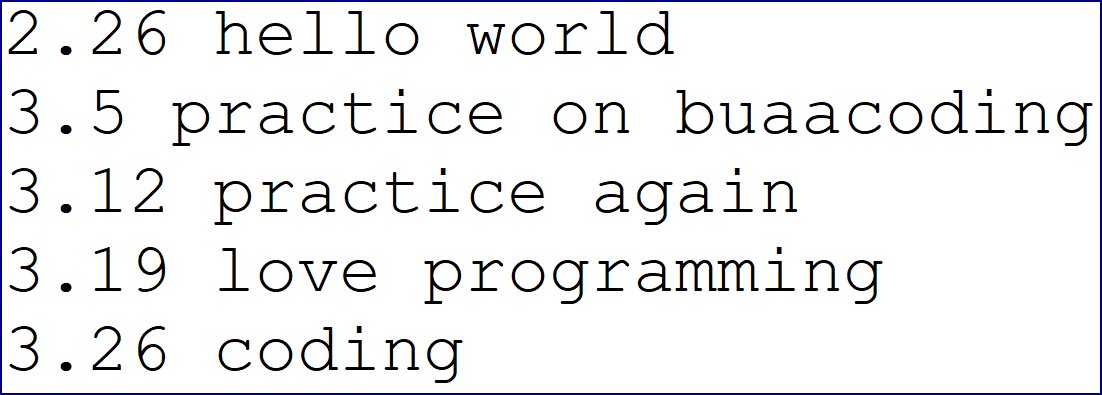 2.26 hello world
3.5 practice on buaacoding
3.12 practice again
3.19 love programming
3.26 coding